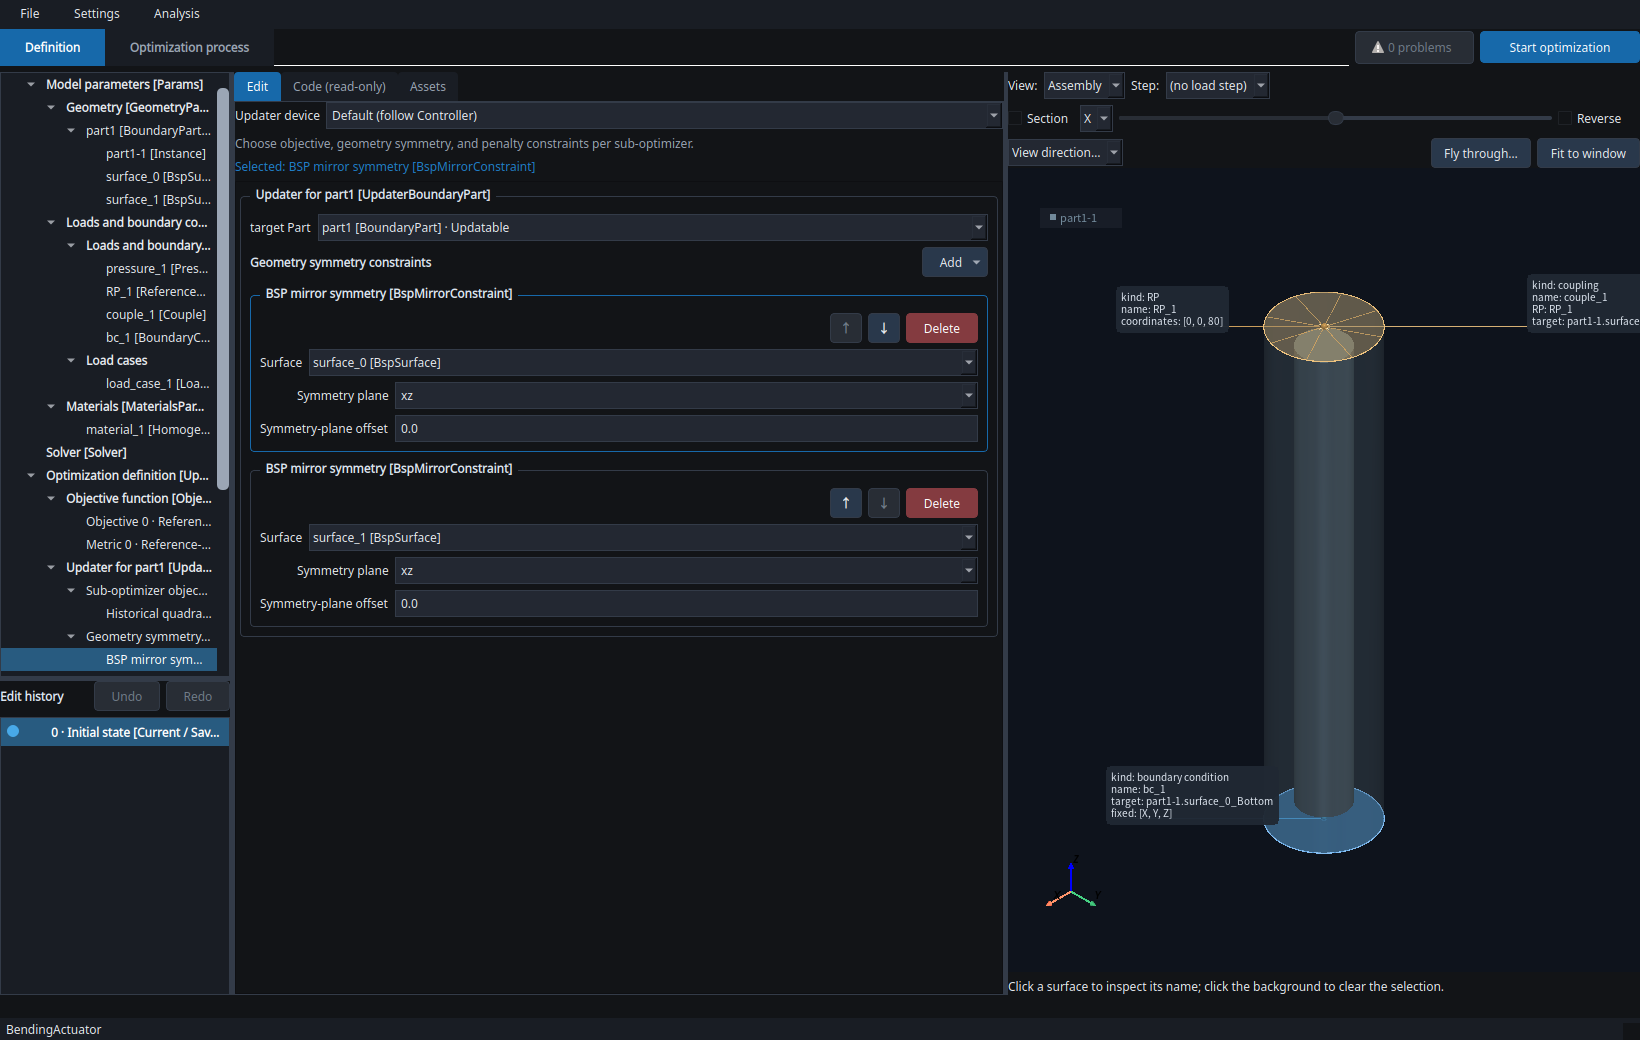 File Settings Analysis
Definition Optimization process 0 problems Start optimization
Model parameters [Params]
Geometry [GeometryPa...
part1 [BoundaryPart...
part1-1 [Instance]
surface_0 [BspSu...
surface_1 [BspSu...
Loads and boundary co...
Loads and boundary...
pressure_1 [Pres...
RP_1 [Reference...
couple_1 [Couple]
bc_1 [BoundaryC...
Load cases
load_case_1 [Loa...
Materials [MaterialsPar...
material_1 [Homoge...
Solver [Solver]
Optimization definition [Up...
Objective function [Obje...
Objective 0 · Referen...
Metric 0 · Reference-...
Updater for part1 [Upda...
Sub-optimizer objec...
Historical quadra...
Geometry symmetry...
BSP mirror sym...
Edit history Undo Redo
0 · Initial state [Current / Sav...
Edit Code (read-only) Assets
Updater device Default (follow Controller)
Choose objective, geometry symmetry, and penalty constraints per sub-optimizer.
Selected: BSP mirror symmetry [BspMirrorConstraint]
Updater for part1 [UpdaterBoundaryPart]
target Part part1 [BoundaryPart] · Updatable
Geometry symmetry constraints Add
BSP mirror symmetry [BspMirrorConstraint]
↑ ↓ Delete
Surface surface_0 [BspSurface]
Symmetry plane xz
Symmetry-plane offset 0.0
BSP mirror symmetry [BspMirrorConstraint]
↑ ↓ Delete
Surface surface_1 [BspSurface]
Symmetry plane xz
Symmetry-plane offset 0.0
View: Assembly Step: (no load step)
Section X Reverse
View direction... Fly through... Fit to window
part1-1
kind: RP
name: RP_1
coordinates: [0, 0, 80]
kind: coupling
name: couple_1
RP: RP_1
target: part1-1.surface
kind: boundary condition
name: bc_1
target: part1-1.surface_0_Bottom
fixed: [X, Y, Z]
Z
Y
Click a surface to inspect its name; click the background to clear the selection.
BendingActuator